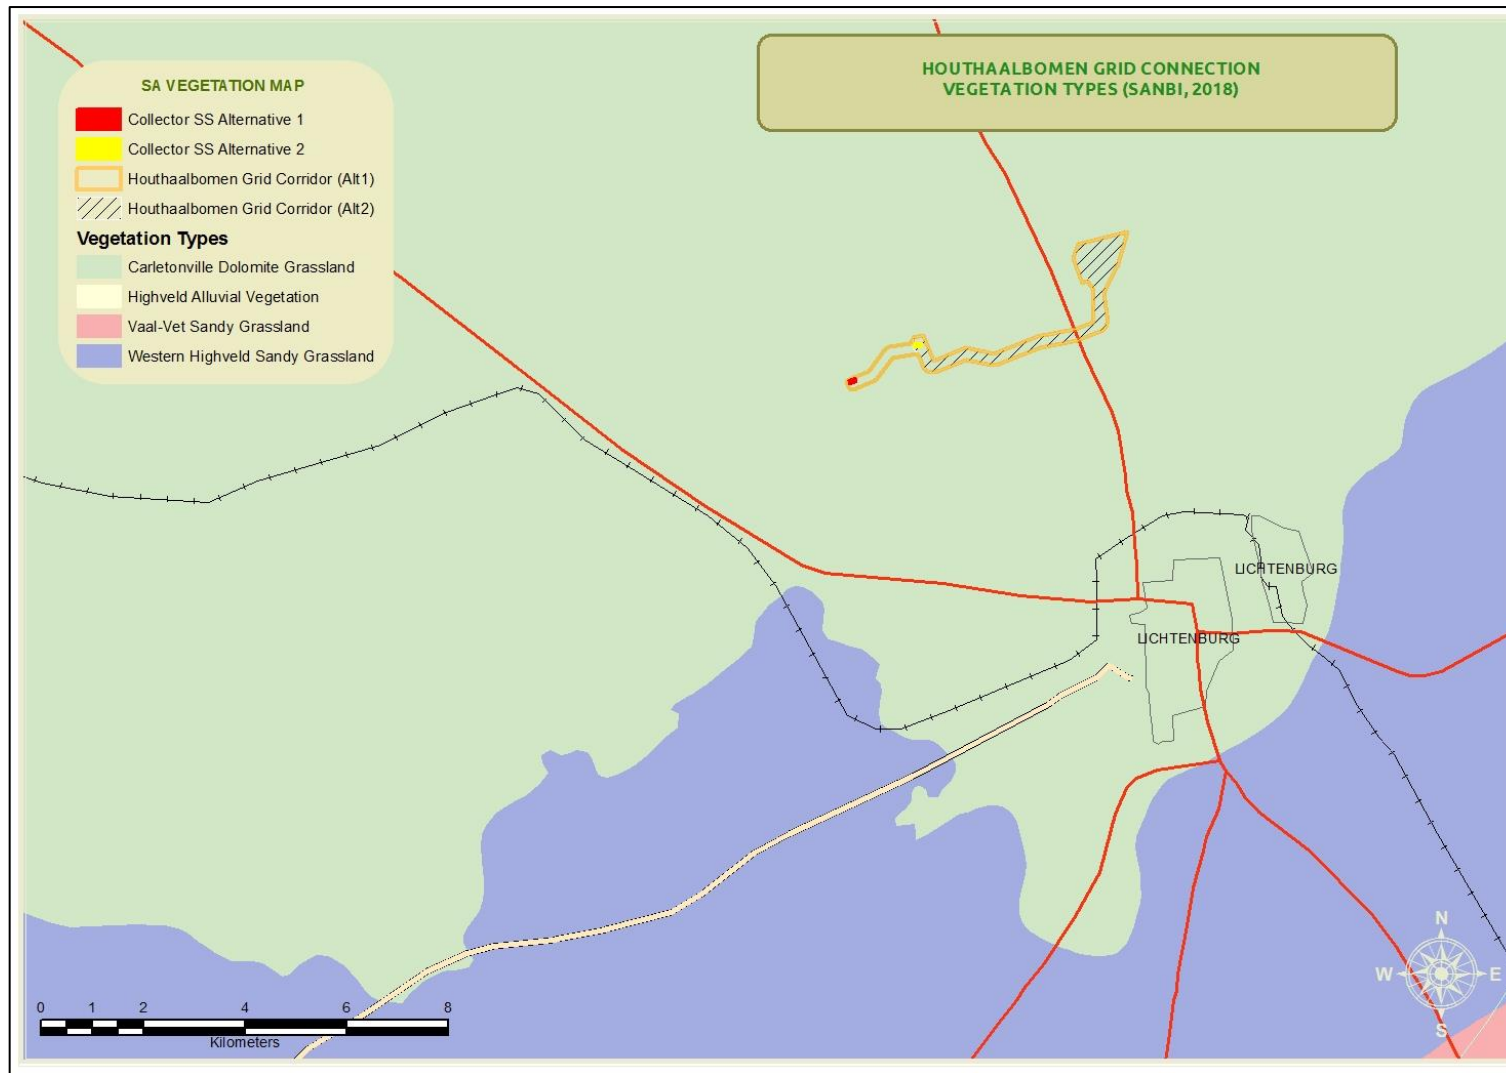 HOUTHAALBOMEN GRID CONNECTION
VEGETATION TYPES (SANBI, 2018)
SA VEGETATION MAP
Collector SS Alternative 1
Collector SS Alternative 2
Houthaalbomen Grid Corridor (Alt1)
Houthaalbomen Grid Corridor (Alt2)
Vegetation Types
Carletonville Dolomite Grassland
Highveld Alluvial Vegetation
Vaal-Vet Sandy Grassland
Western Highveld Sandy Grassland
LICHTENBURG
LICHTENBURG
N
W E
S
0 1 2 4 6 8
Kilometers